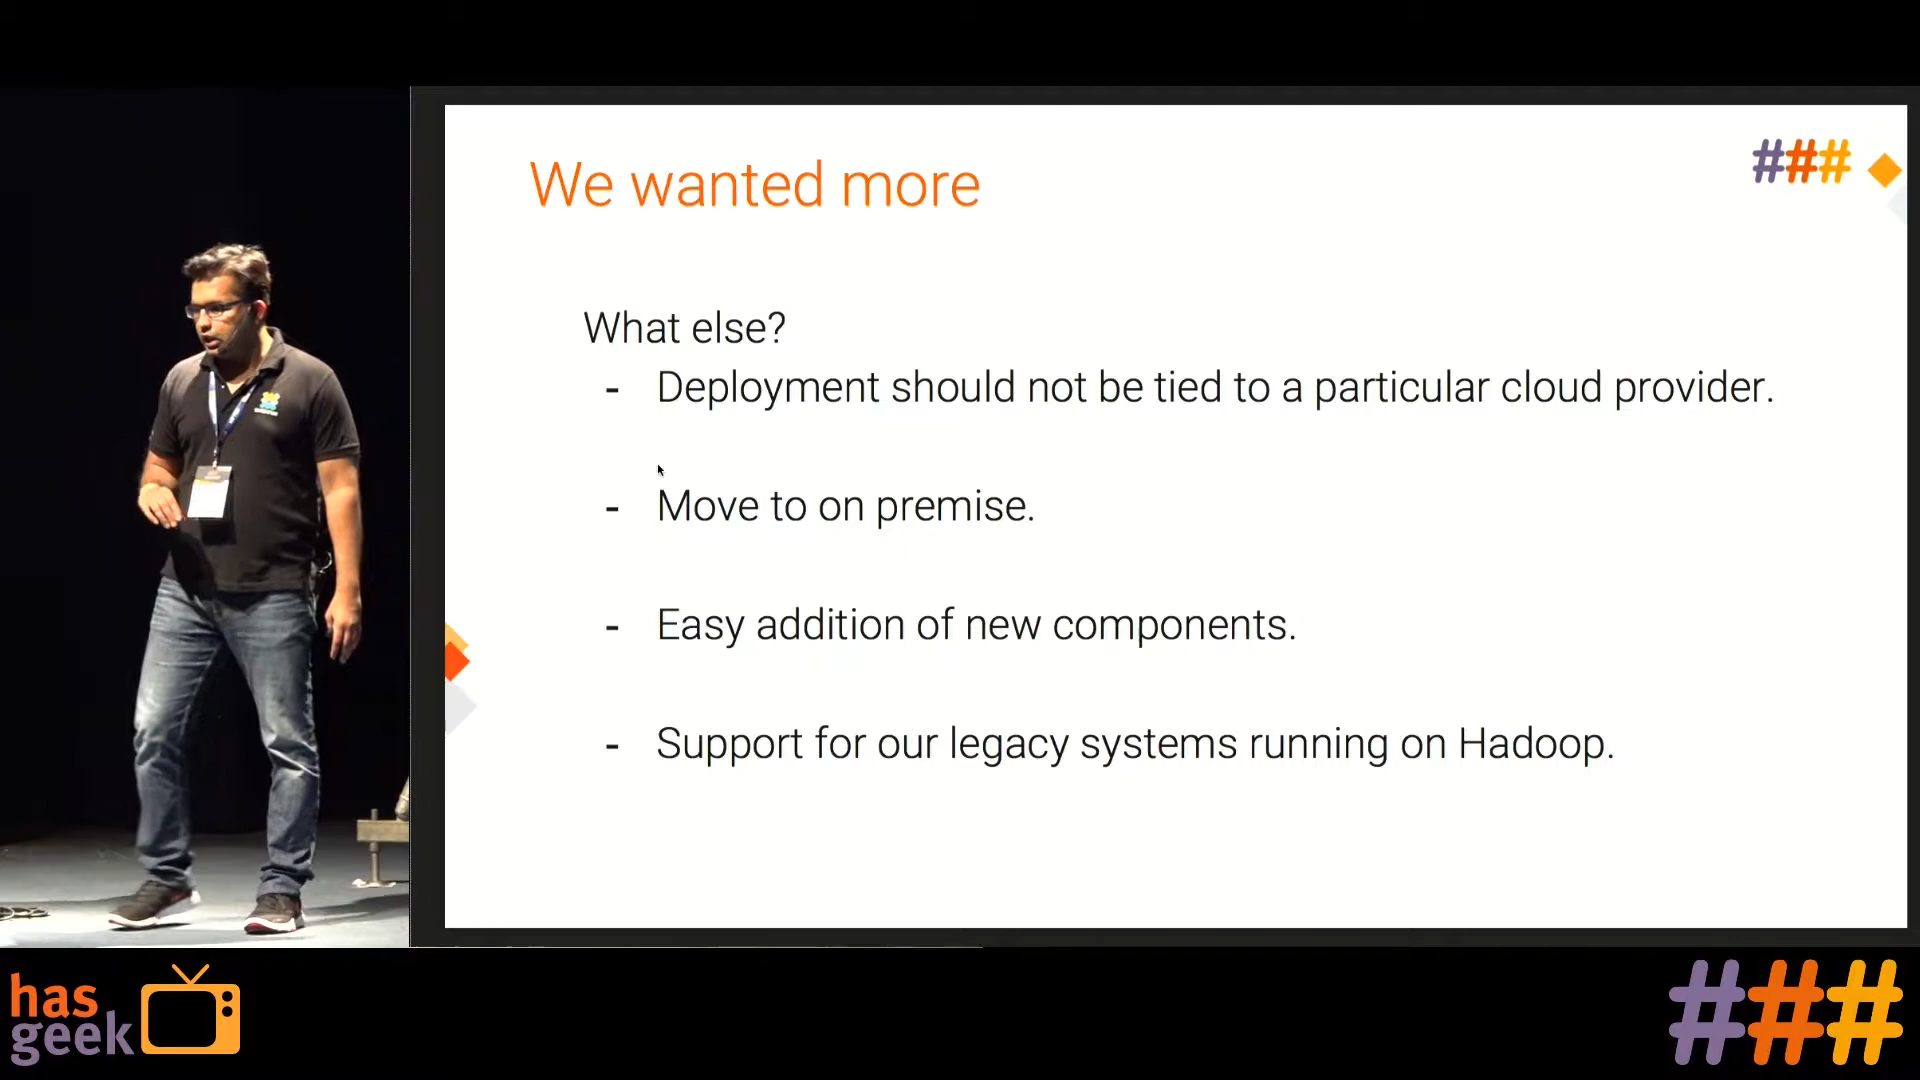 We wanted more
###
What else?
- Deployment should not be tied to a particular cloud provider.
- Move to on premise.
- Easy addition of new components.
- Support for our legacy systems running on Hadoop.
has
geek
###